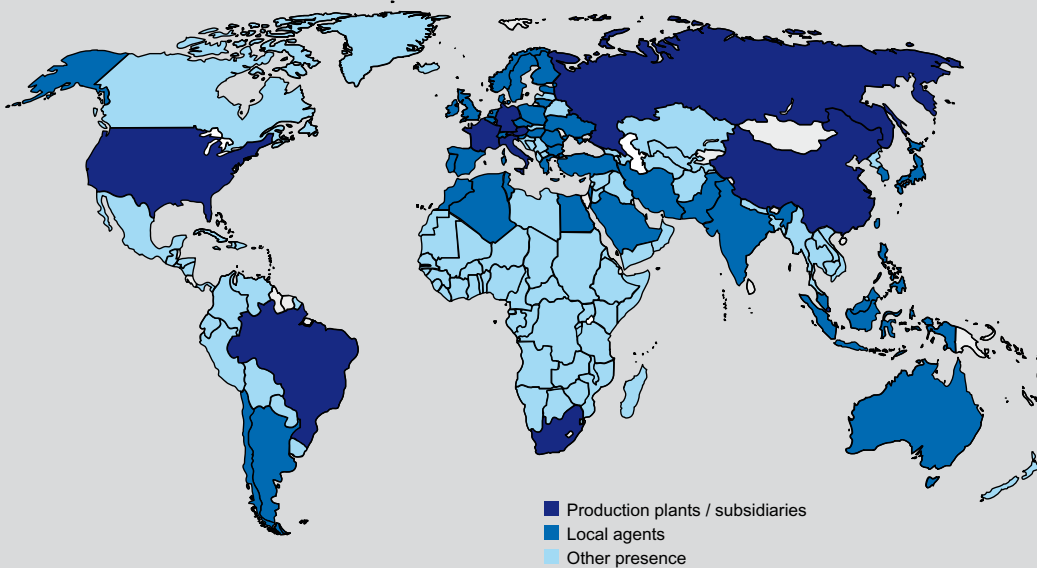 Production plants / subsidiaries
Local agents
Other presence